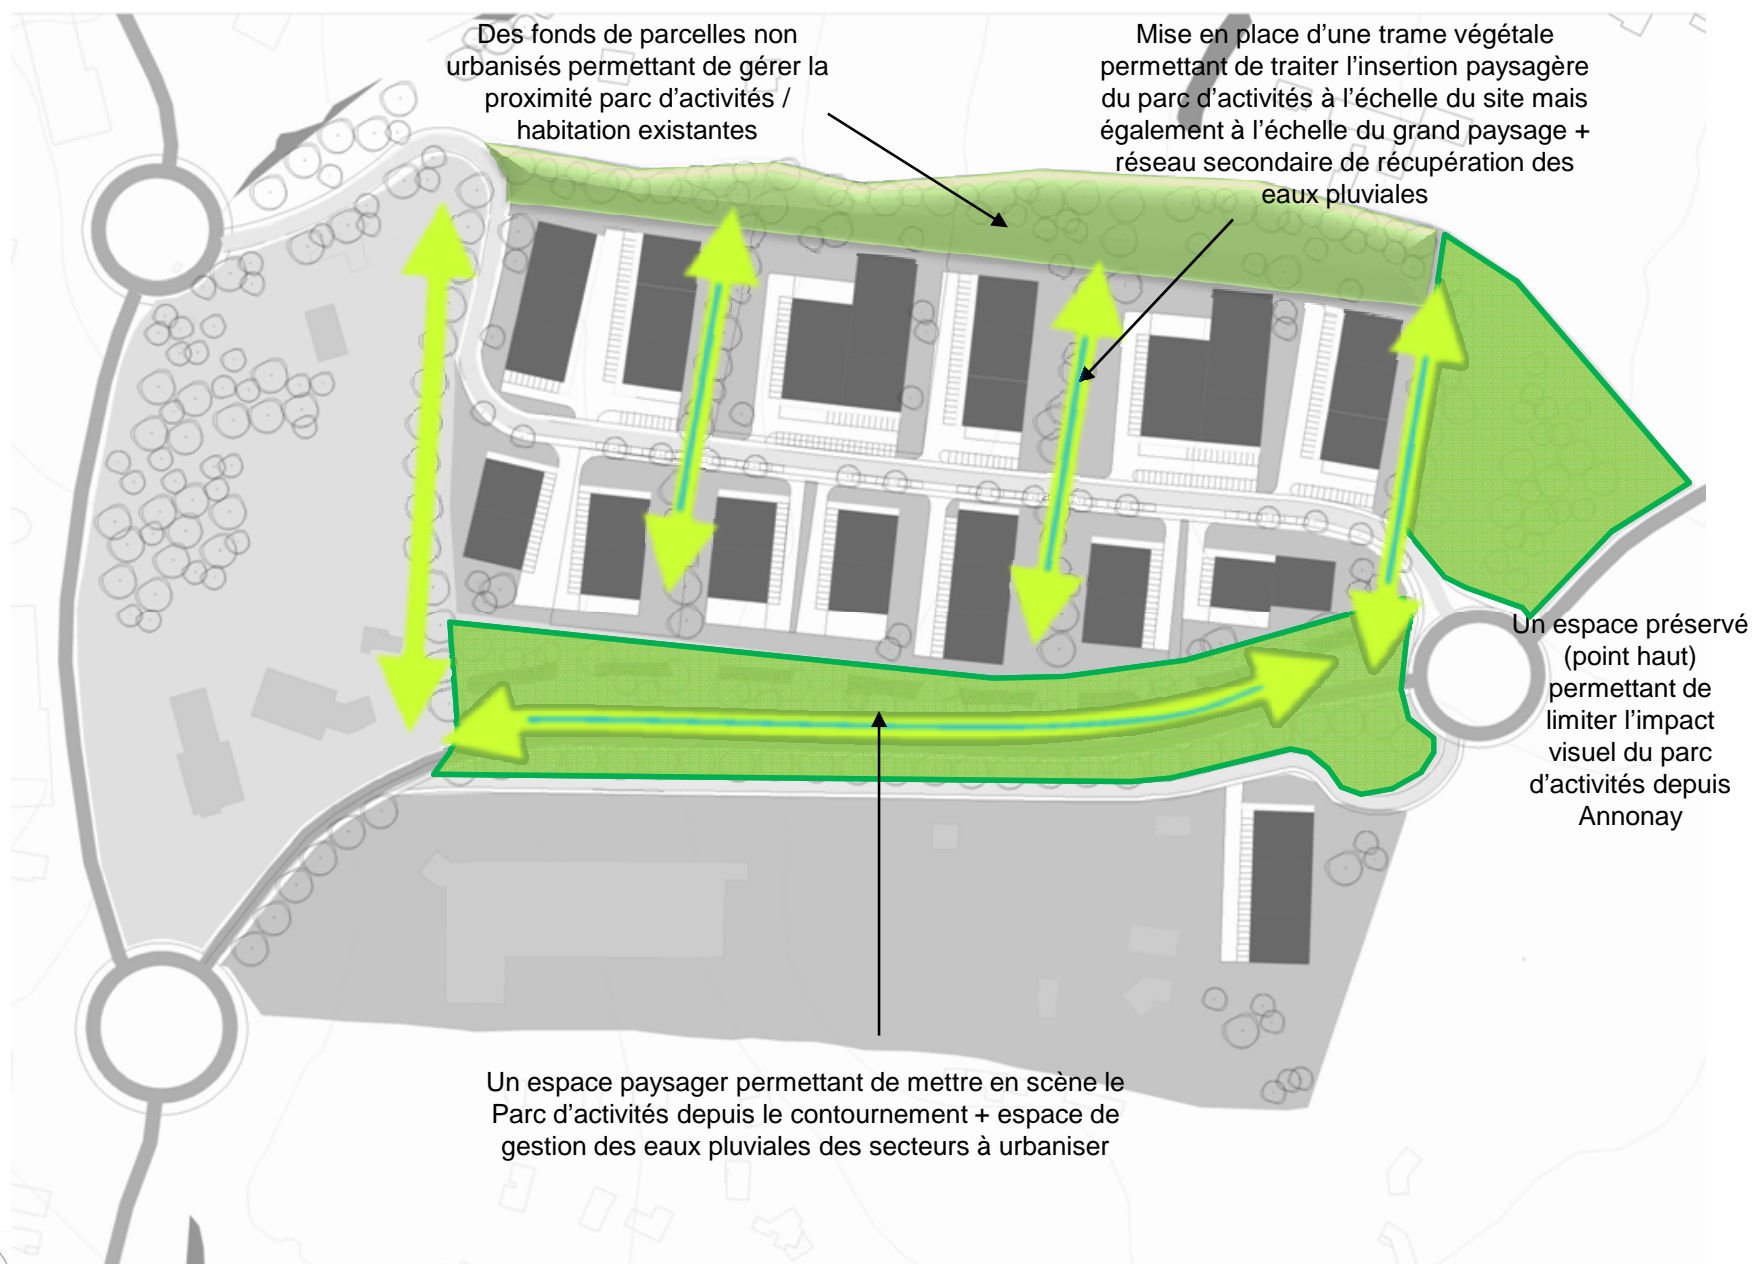 Des fonds de parcelles non
urbanisés permettant de gérer la
proximité parc d’activités /
habitation existantes
Mise en place d’une trame végétale
permettant de traiter l’insertion paysagère
du parc d’activités à l’échelle du site mais
également à l’échelle du grand paysage +
réseau secondaire de récupération des
eaux pluviales
Un espace préservé
(point haut)
permettant de
limiter l’impact
visuel du parc
d’activités depuis
Annonay
Un espace paysager permettant de mettre en scène le
Parc d’activités depuis le contournement + espace de
gestion des eaux pluviales des secteurs à urbaniser